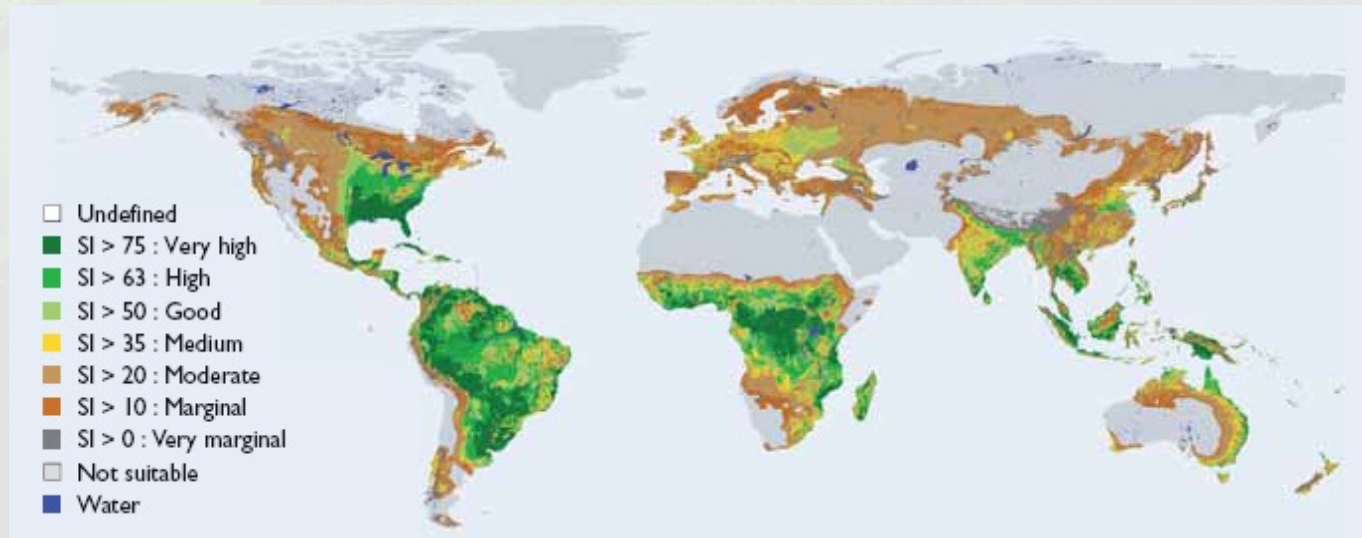 Undefined
SI > 75 : Very high
SI > 63 : High
SI > 50 : Good
SI > 35 : Medium
SI > 20 : Moderate
SI > 10 : Marginal
SI > 0 : Very marginal
Not suitable
Water